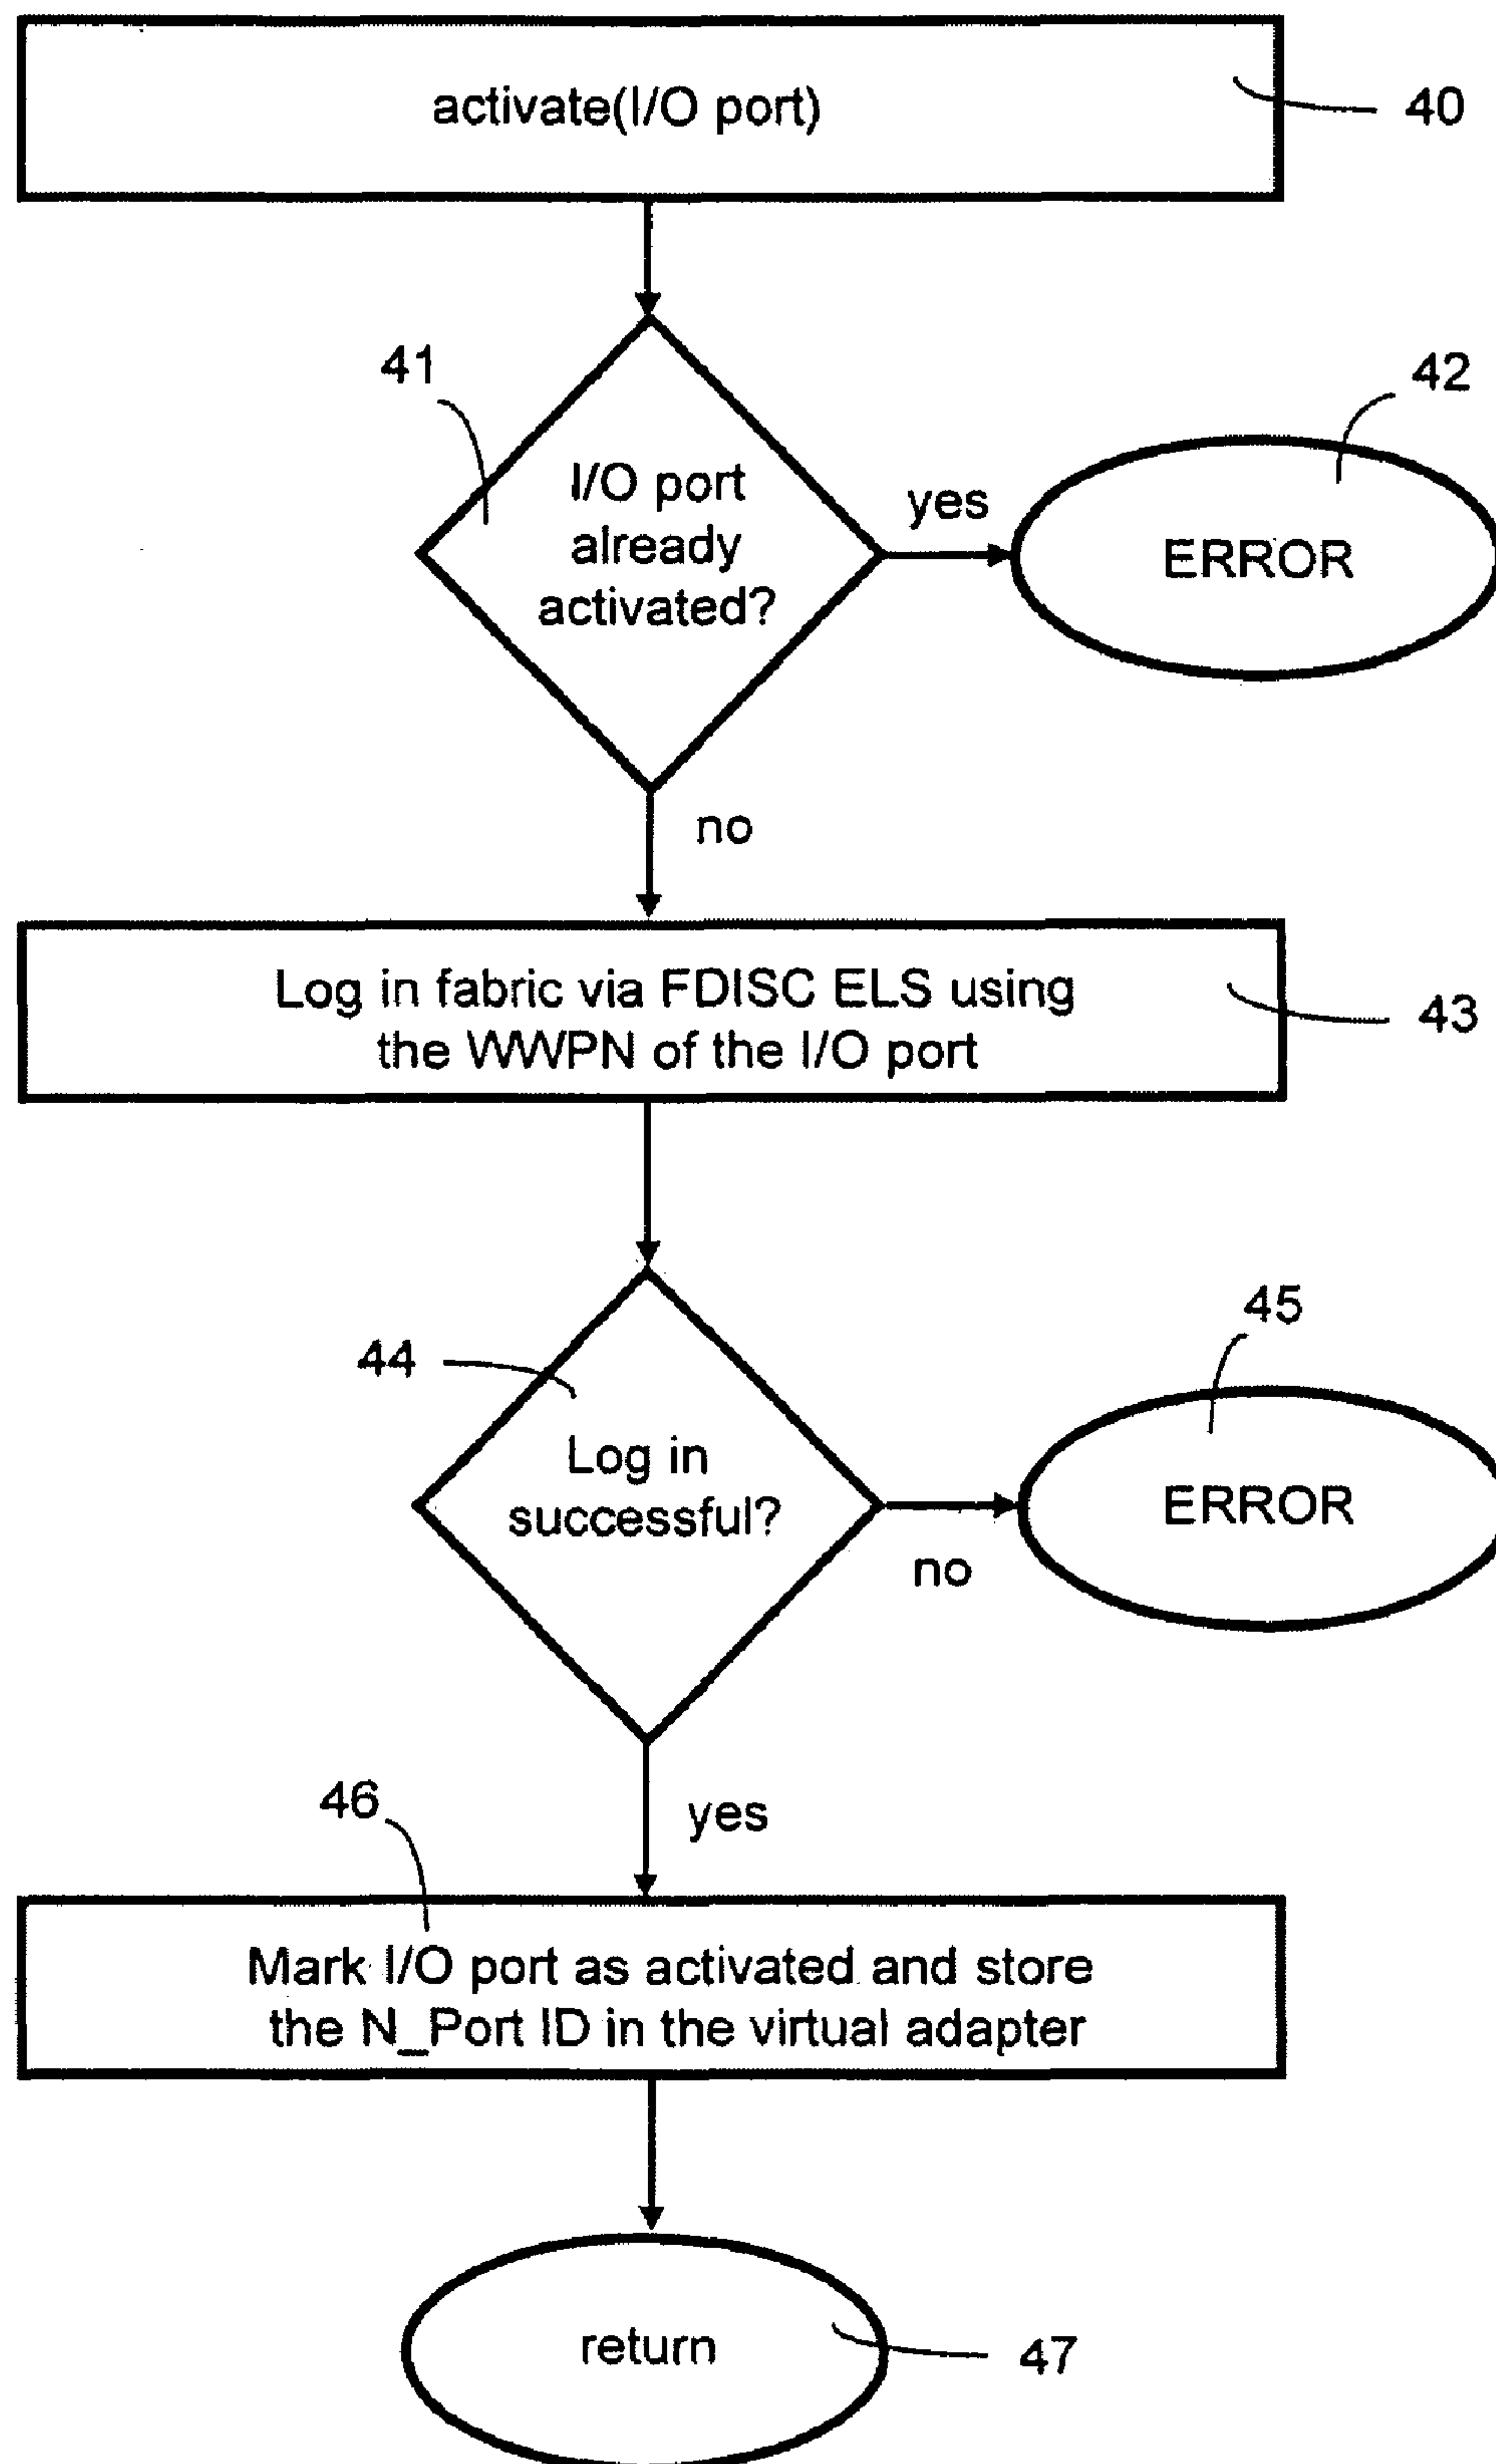 activate(I/O port)
40
41
42
I/O port
already
activated?
yes
ERROR
no
Log in fabric via FDISC ELS using
the WWPN of the I/O port
43
45
44
Log in
successful?
ERROR
no
46
yes
Mark I/O port as activated and store
the N_Port ID in the virtual adapter
return
47